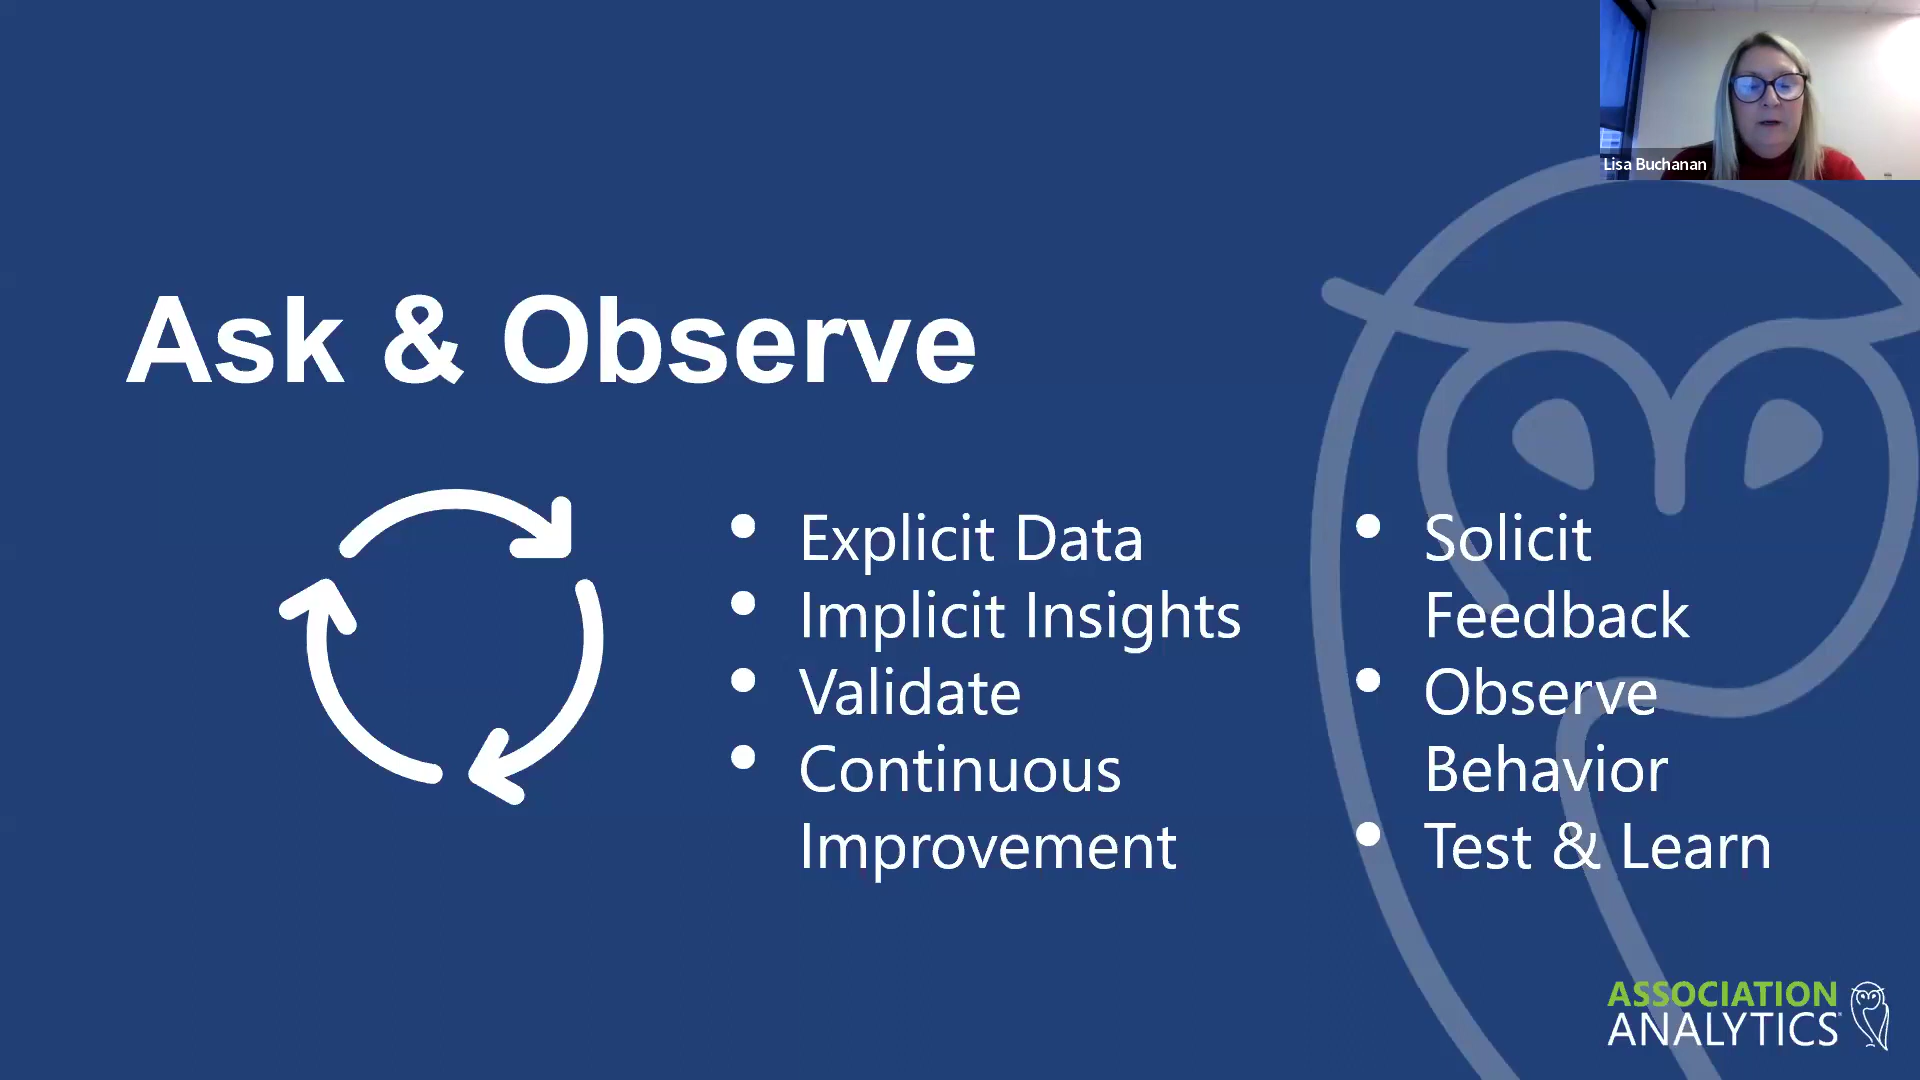 Lisa Buchanan
Ask & Observe
• Explicit Data
• Implicit Insights
• Validate
• Continuous
Improvement
• Solicit
Feedback
• Observe
Behavior
• Test & Learn
ASSOCIATION
ANALYTICS